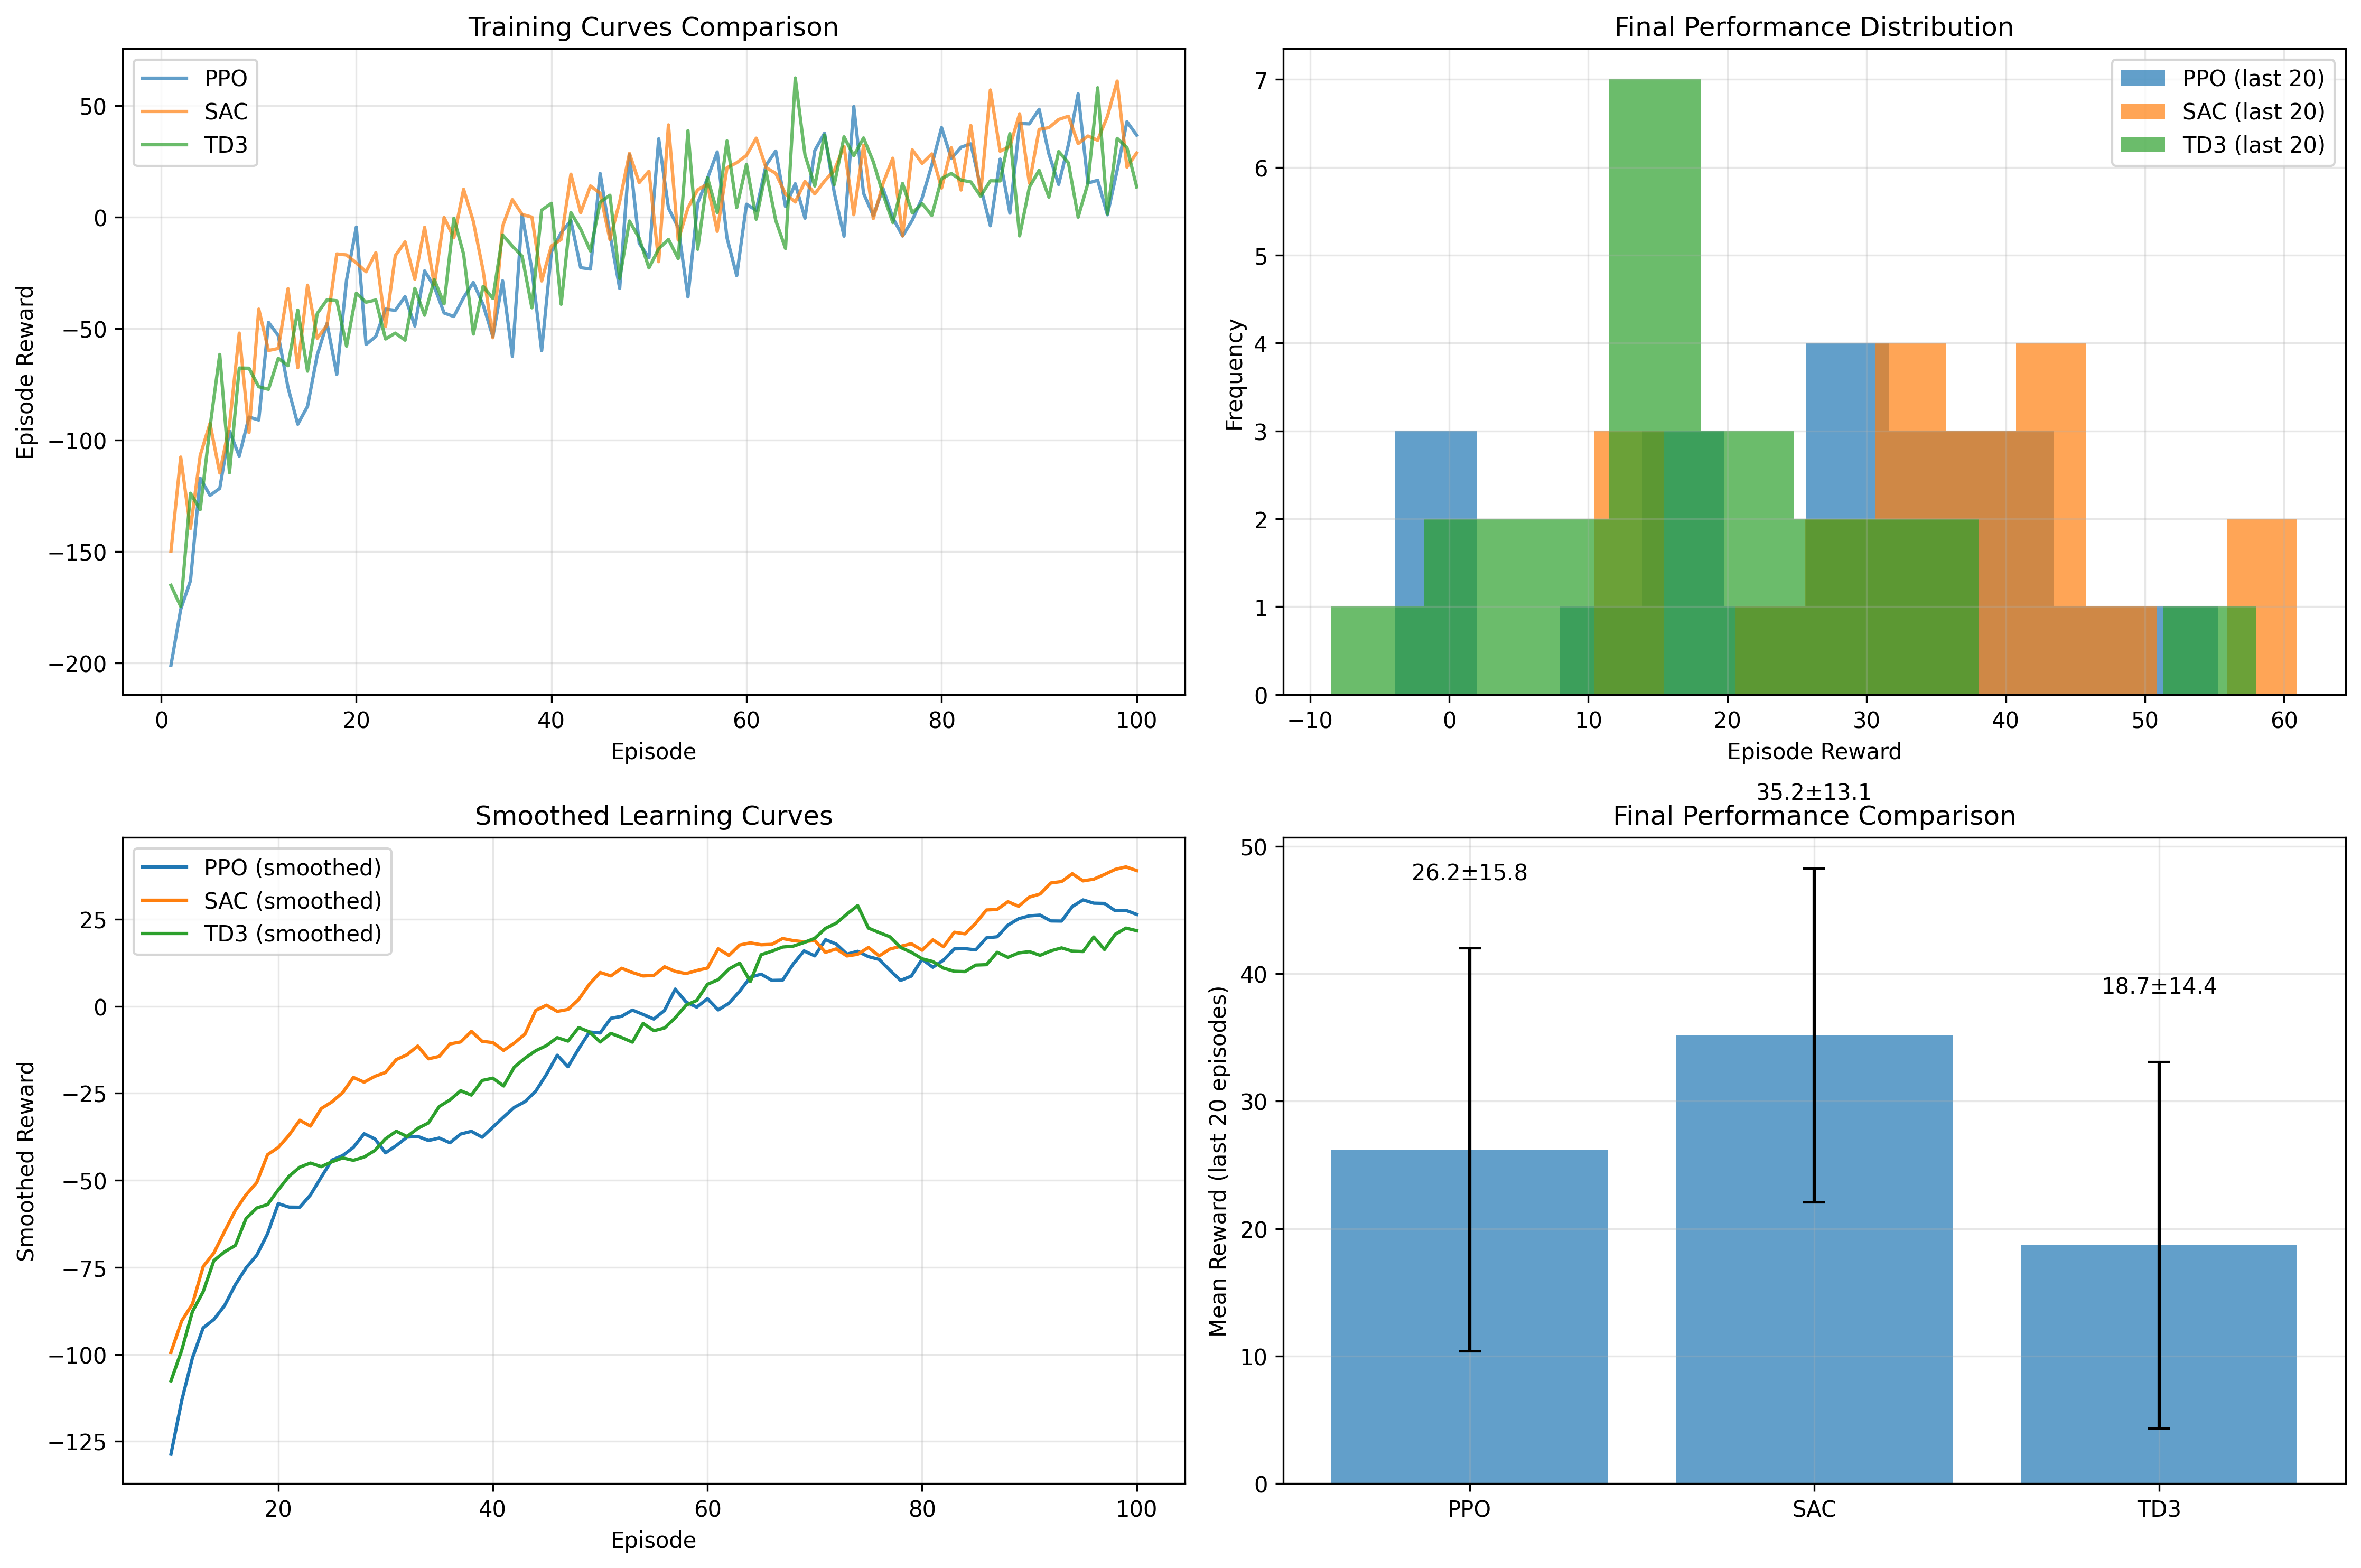 Training Curves Comparison
PPO
SAC
TD3
50
0
−50
−100
−150
−200
Episode Reward
0 20 40 60 80 100
Episode
Final Performance Distribution
PPO (last 20)
SAC (last 20)
TD3 (last 20)
7
6
5
4
3
2
1
0
Frequency
−10 0 10 20 30 40 50 60
Episode Reward
Smoothed Learning Curves
PPO (smoothed)
SAC (smoothed)
TD3 (smoothed)
25
0
−25
−50
−75
−100
−125
Smoothed Reward
20 40 60 80 100
Episode
35.2±13.1
Final Performance Comparison
26.2±15.8
18.7±14.4
50
40
30
20
10
0
Mean Reward (last 20 episodes)
PPO SAC TD3